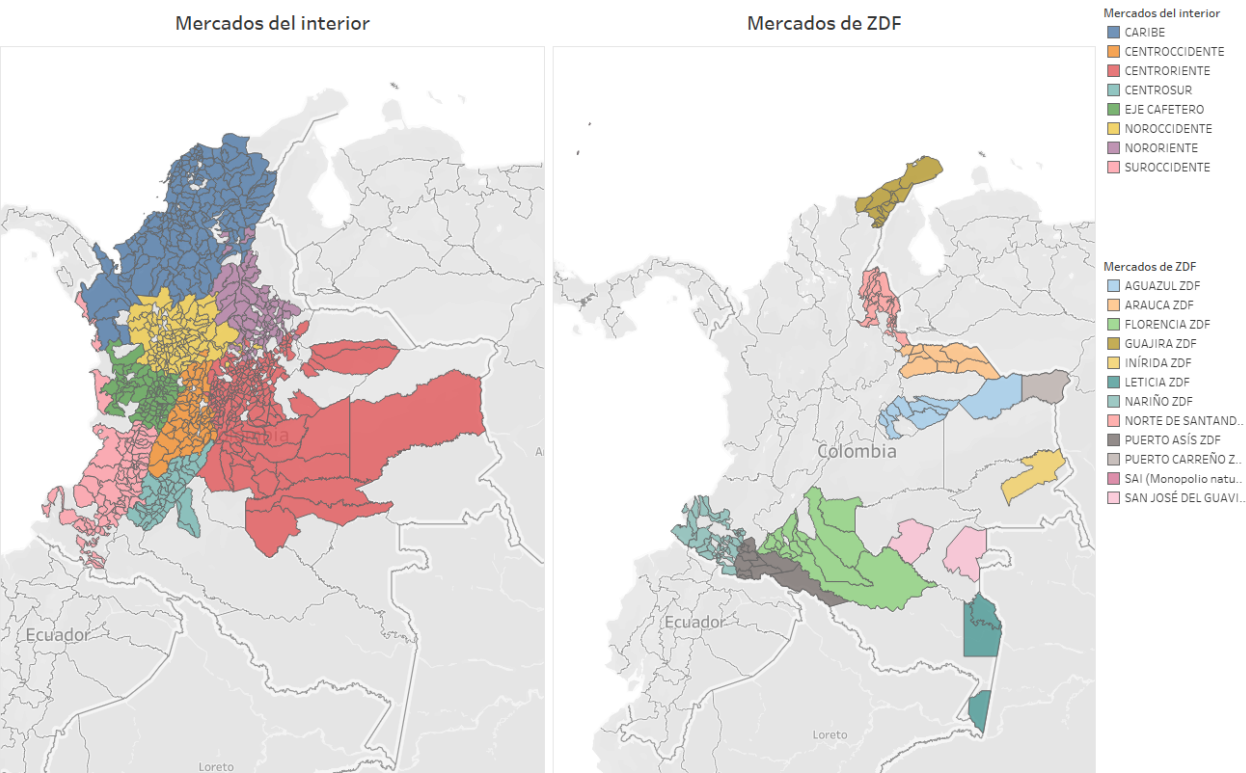 Mercados del interior
Mercados de ZDF
Mercados del interior
CARIBE
CENTROCCIDENTE
CENTRORIENTE
CENTROSUR
EJE CAFETERO
NOROCCIDENTE
NORORIENTE
SUROCCIDENTE
Mercados de ZDF
AGUAZUL ZDF
ARAUCA ZDF
FLORENCIA ZDF
GUAJIRA ZDF
INÍRIDA ZDF
LETICIA ZDF
NARIÑO ZDF
NORTE DE SANTAND..
PUERTO ASÍS ZDF
PUERTO CARREÑO Z..
SAI (Monopolio natu..
SAN JOSÉ DEL GUAVI..
Ecuador
Loreto
Colombia
Ecuador
Loreto